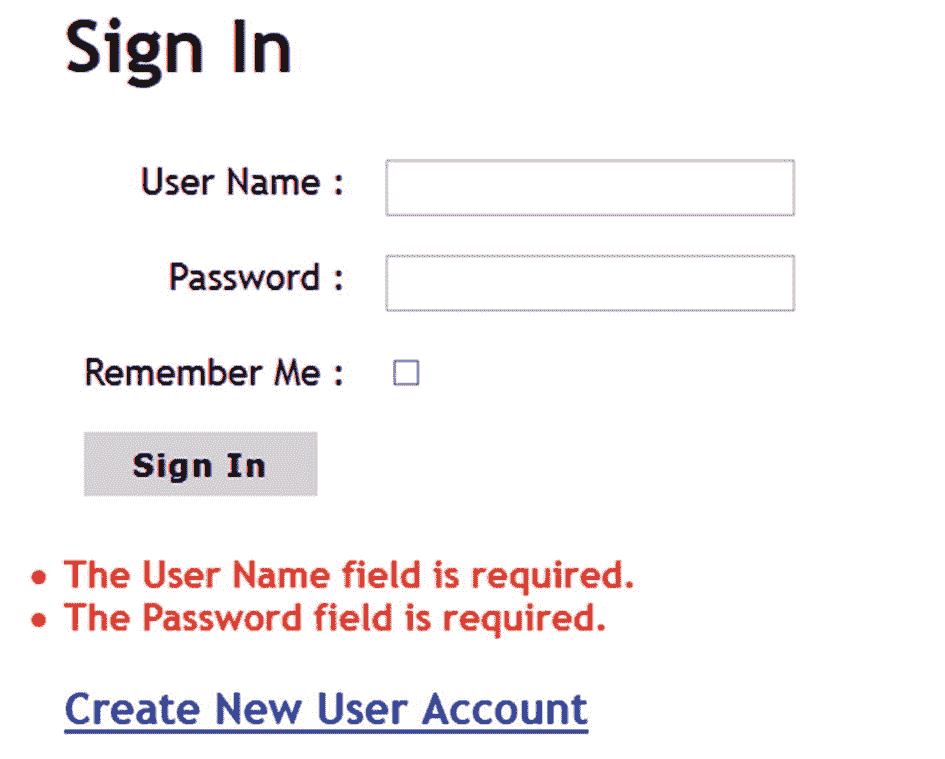 Sign In
User Name :
Password :
Remember Me :
Sign In
• The User Name field is required.
• The Password field is required.
Create New User Account